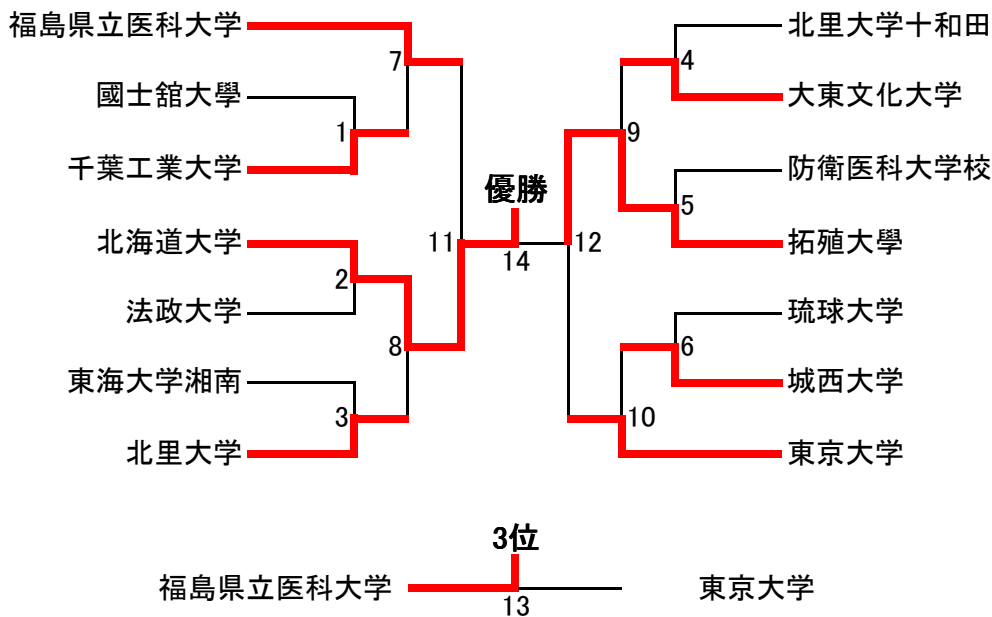 福島県立医科大学
國士舘大學
千葉工業大学
北海道大学
法政大学
東海大学湘南
北里大学
7
1
2
8
3
11
優勝
14
12
4
9
5
6
10
北里大学十和田
大東文化大学
防衛医科大学校
拓殖大學
琉球大学
城西大学
東京大学
3位
福島県立医科大学
13
東京大学